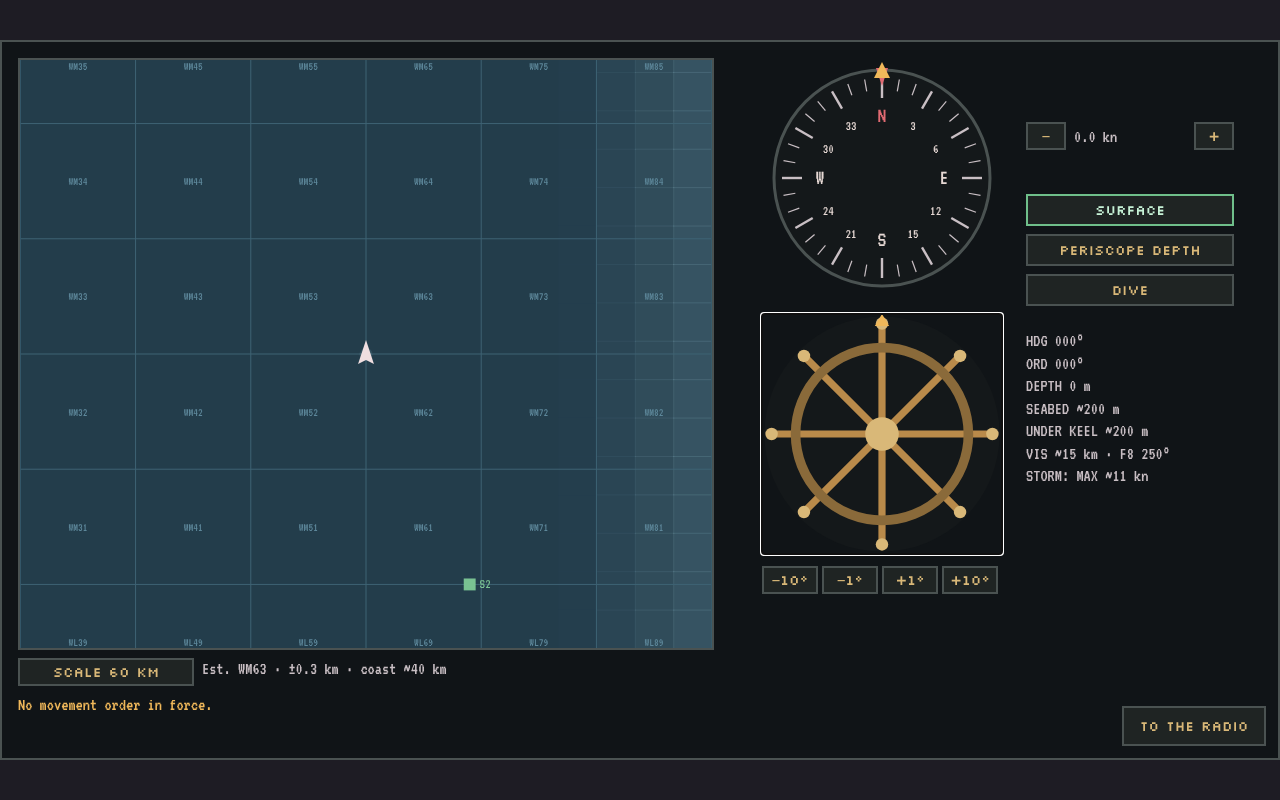 WM35 WM45 WM55 WM65 WM75 WM85
WM34 WM44 WM54 WM64 WM74 WM84
WM33 WM43 WM53 WM63 WM73 WM83
WM32 WM42 WM52 WM62 WM72 WM82
WM31 WM41 WM51 WM61 WM71 WM81
S2
WL39 WL49 WL59 WL69 WL79 WL89
SCALE 60 KM
Est. WM63 · ±0.3 km · coast ~40 km
No movement order in force.
N
33 3
30 6
W E
24 12
21 15
S
−10° −1° +1° +10°
− 0.0 kn +
SURFACE
PERISCOPE DEPTH
DIVE
HDG 000°
ORD 000°
DEPTH 0 m
SEABED ~200 m
UNDER KEEL ~200 m
VIS ~15 km · F8 250°
STORM: MAX ~11 kn
TO THE RADIO